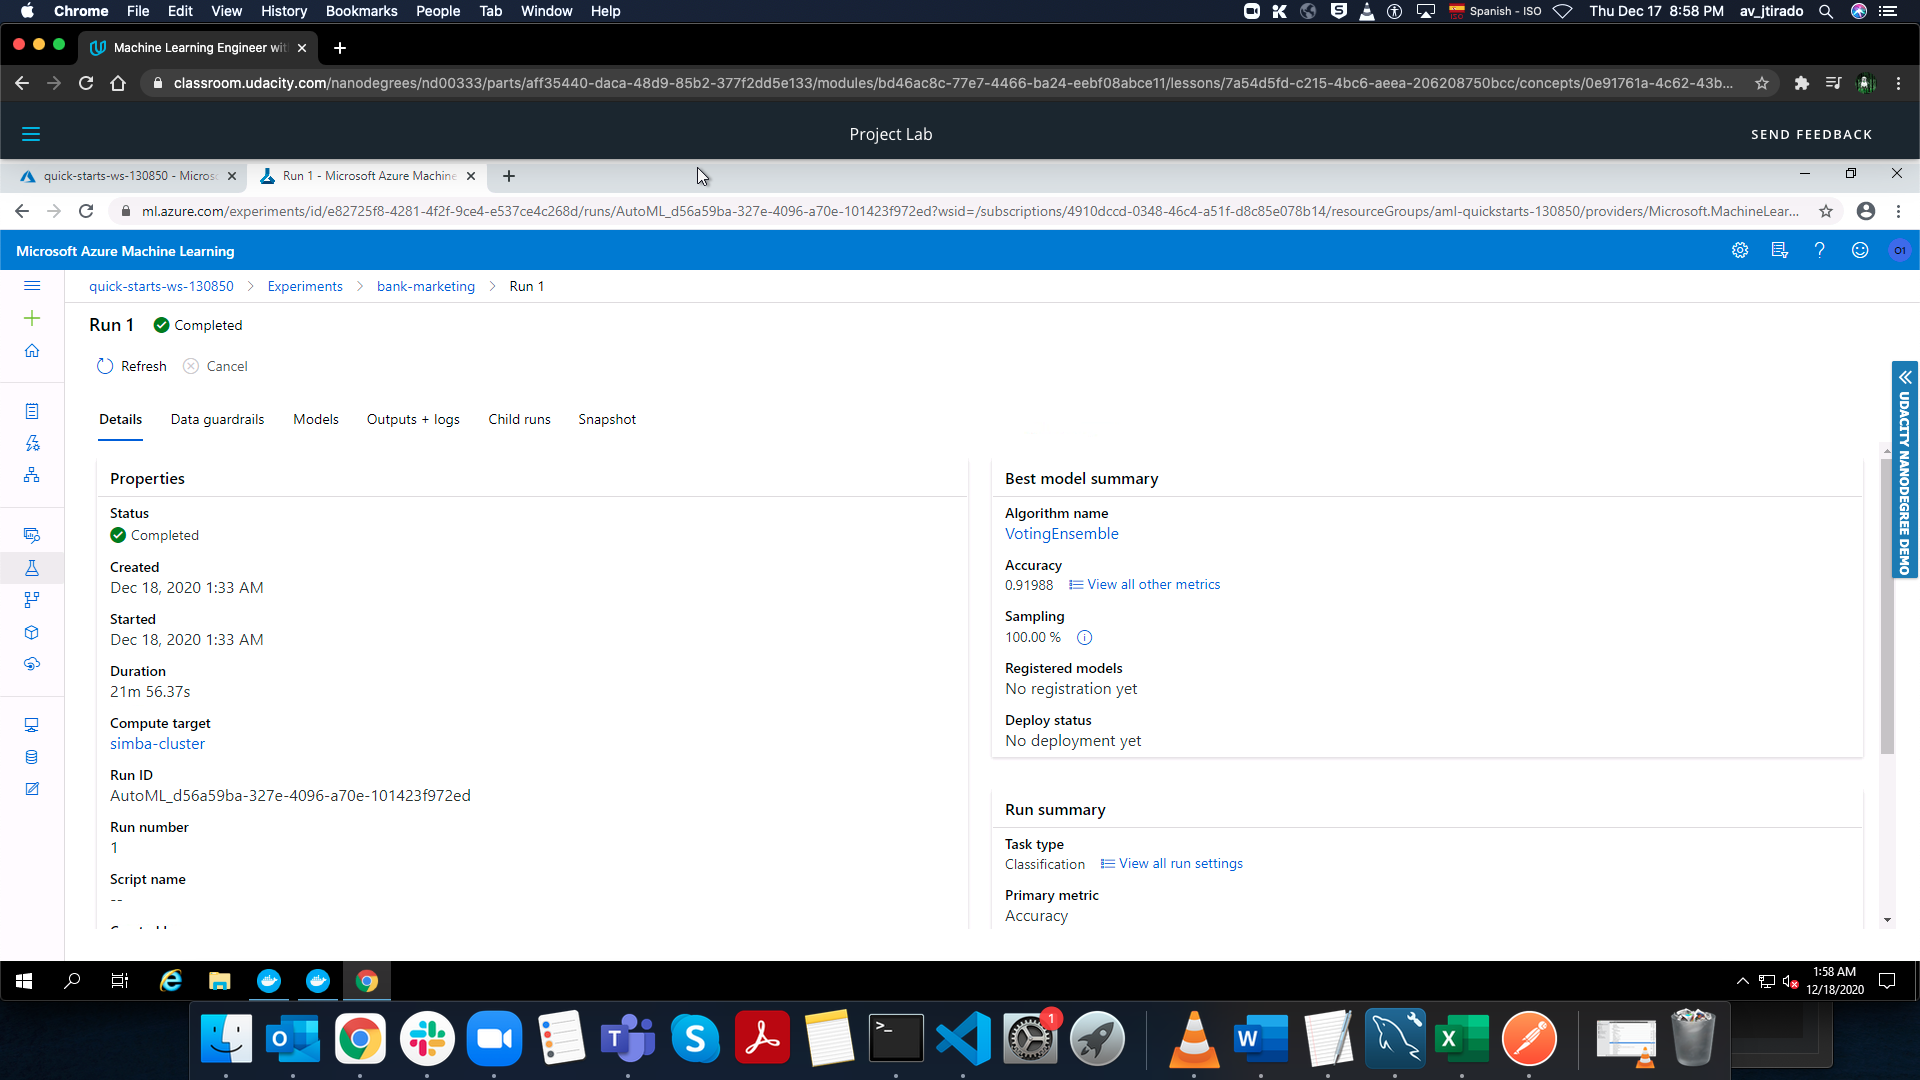 Chrome File Edit View History Bookmarks People Tab Window Help
Spanish - ISO Thu Dec 17 8:58 PM av_jtirado
Machine Learning Engineer wit
classroom.udacity.com/nanodegrees/nd00333/parts/aff35440-daca-48d9-85b2-377f2dd5e133/modules/bd46ac8c-77e7-4466-ba24-eebf08abce11/lessons/7a54d5fd-c215-4bc6-aeea-206208750bcc/concepts/0e91761a-4c62-43b...
Project Lab
SEND FEEDBACK
quick-starts-ws-130850 - Micros
Run 1 - Microsoft Azure Machine
ml.azure.com/experiments/id/e82725f8-4281-4f2f-9ce4-e537ce4c268d/runs/AutoML_d56a59ba-327e-4096-a70e-101423f972ed?wsid=/subscriptions/4910dccd-0348-46c4-a51f-d8c85e078b14/resourceGroups/aml-quickstarts-130850/providers/Microsoft.MachineLear...
Microsoft Azure Machine Learning
O1
quick-starts-ws-130850 > Experiments > bank-marketing > Run 1
Run 1 Completed
Refresh Cancel
Details Data guardrails Models Outputs + logs Child runs Snapshot
UDACITY NANODEGREE DEMO
Properties
Status
Completed
Created
Dec 18, 2020 1:33 AM
Started
Dec 18, 2020 1:33 AM
Duration
21m 56.37s
Compute target
simba-cluster
Run ID
AutoML_d56a59ba-327e-4096-a70e-101423f972ed
Run number
1
Script name
--
Best model summary
Algorithm name
VotingEnsemble
Accuracy
0.91988 View all other metrics
Sampling
100.00 %
Registered models
No registration yet
Deploy status
No deployment yet
Run summary
Task type
Classification View all run settings
Primary metric
Accuracy
1:58 AM
12/18/2020
1